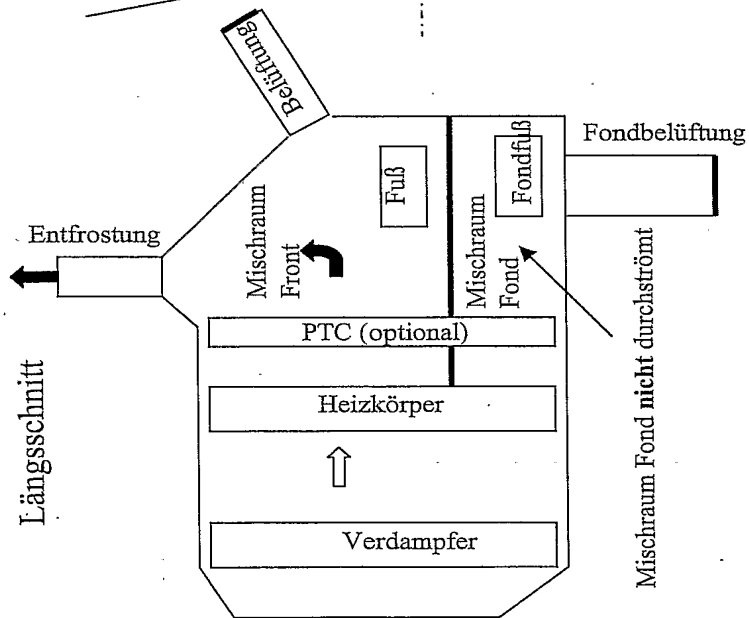 Belüftung
Fondbelüftung
Fuß
Fondfuß
Entfrostung
Mischraum
Front
Mischraum
Fond
PTC (optional)
Heizkörper
Verdampfer
Längsschnitt
Mischraum Fond nicht durchströmt